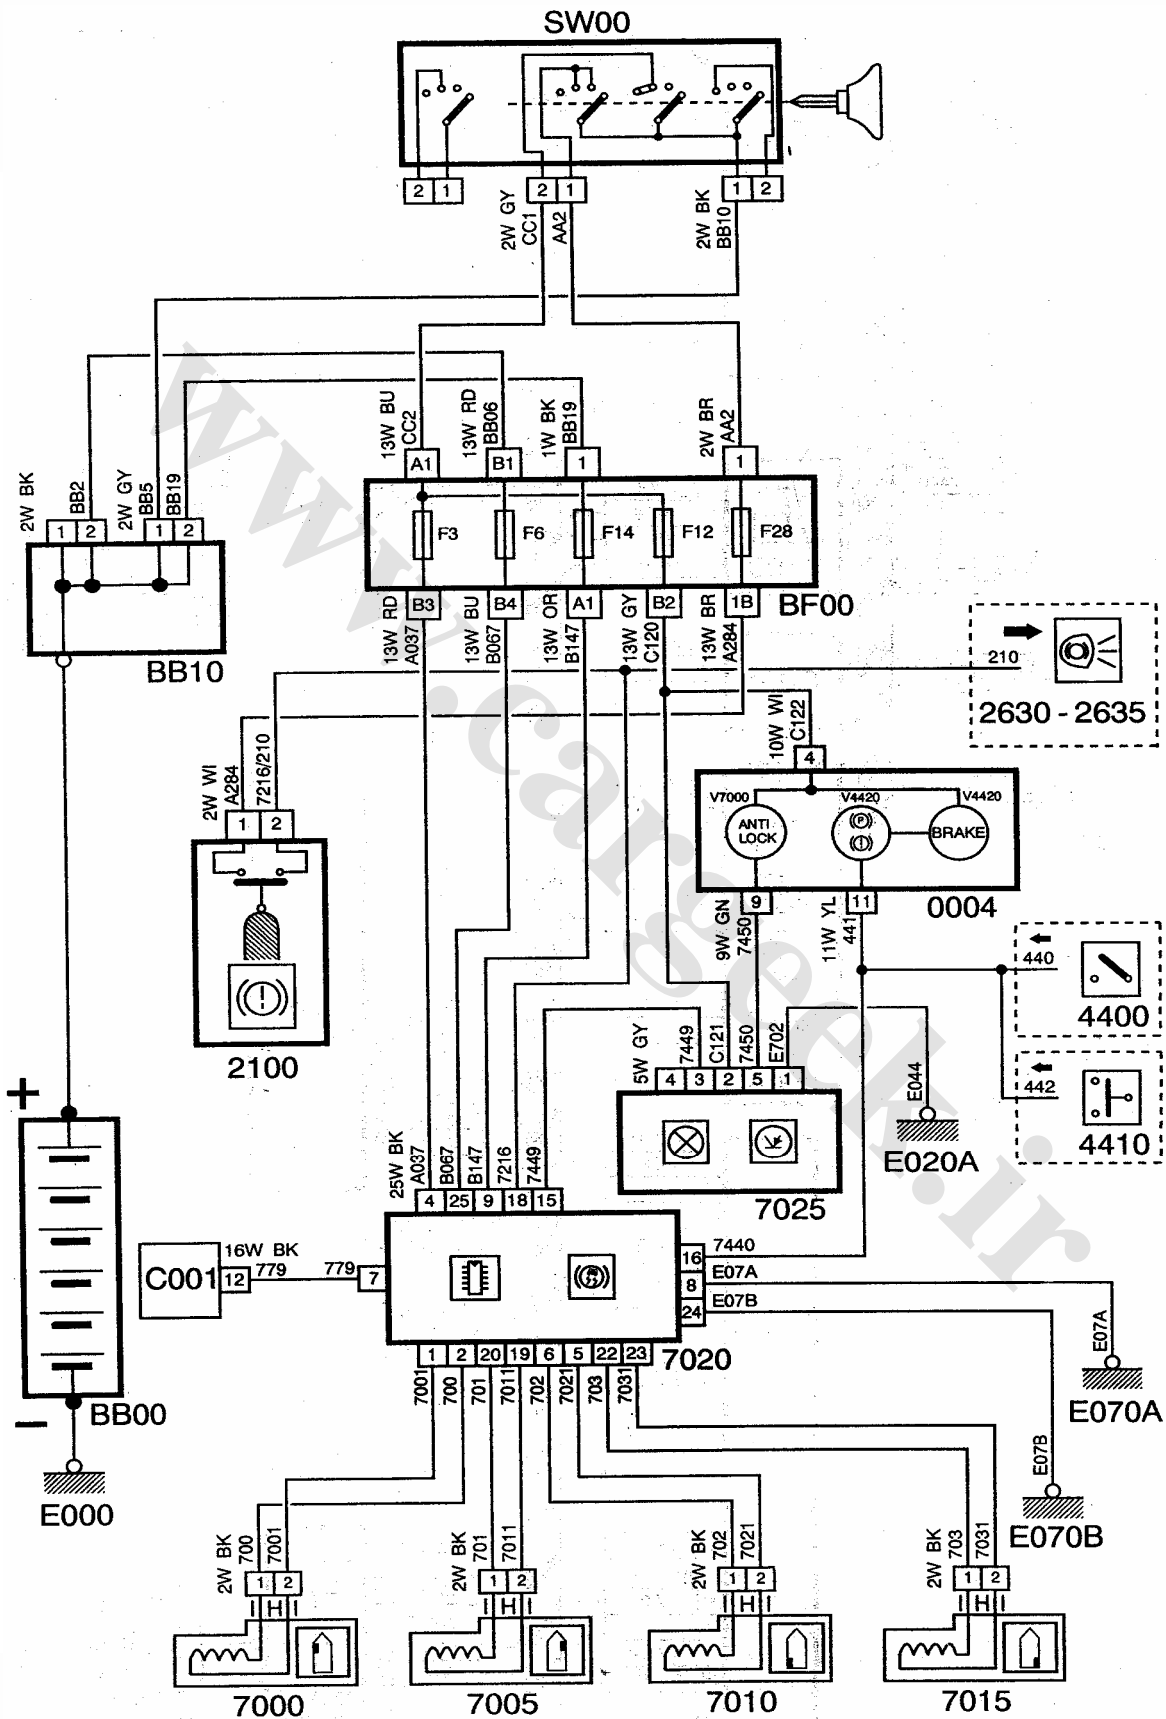 SW00
2 1
2 1
1 2
2W GY
CC1
AA2
2W BK
BB10
13W BU
CC2
13W RD
BB06
1W BK
BB19
2W BR
AA2
2W BK
BB2
2W GY
BB5
BB19
A1
B1
1
1
1 2
1 2
F3
F6
F14
F12
F28
B3
B4
A1
B2
1B
BF00
BB10
13W RD
A037
13W BU
B067
13W OR
B147
13W GY
C120
13W BR
A284
210
2630 - 2635
2W WI
A284
7216/210
1 2
10W WI
C122
4
V7000
V4420
V4420
ANTI
LOCK
P
!
BRAKE
9
11
0004
9W GN
7450
11W YL
441
440
4400
442
4410
!
2100
5W GY
7449
C121
7450
E702
4 3 2 5 1
E044
E020A
7025
+
25W BK
A037
B067
B147
7216
7449
4 25 9 18 15
16W BK
C001
12
779
779
7
16
7440
8
E07A
24
E07B
1 2 20 19 6 5 22 23
7020
7001
700
701
7011
702
7021
703
7031
E07A
E070A
E07B
E070B
BB00
–
E000
2W BK
700
7001
2W BK
701
7011
2W BK
702
7021
2W BK
703
7031
1 2
1 2
1 2
1 2
H
H
H
H
7000
7005
7010
7015
www.cargeek.ir